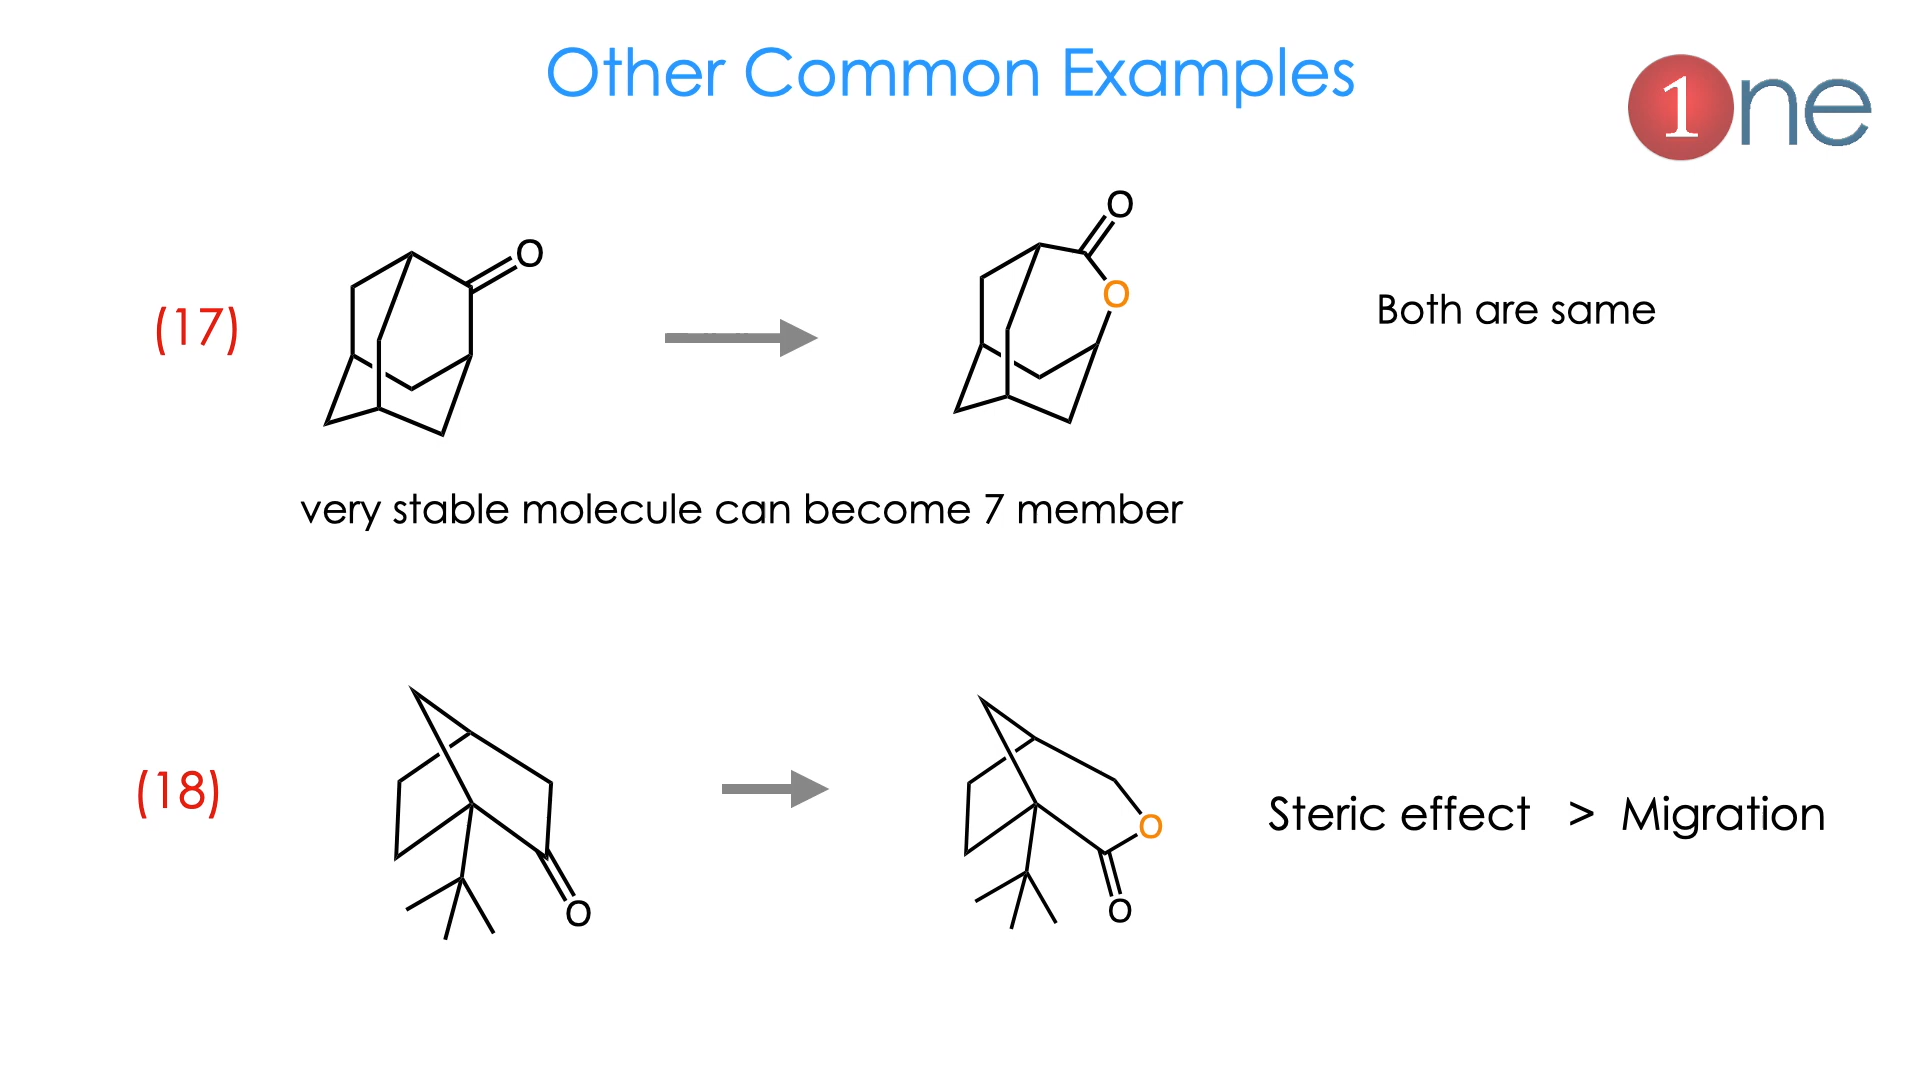 Other Common Examples
1ne
O
O
O
(17)
Both are same
very stable molecule can become 7 member
(18)
O
O
O
Steric effect > Migration